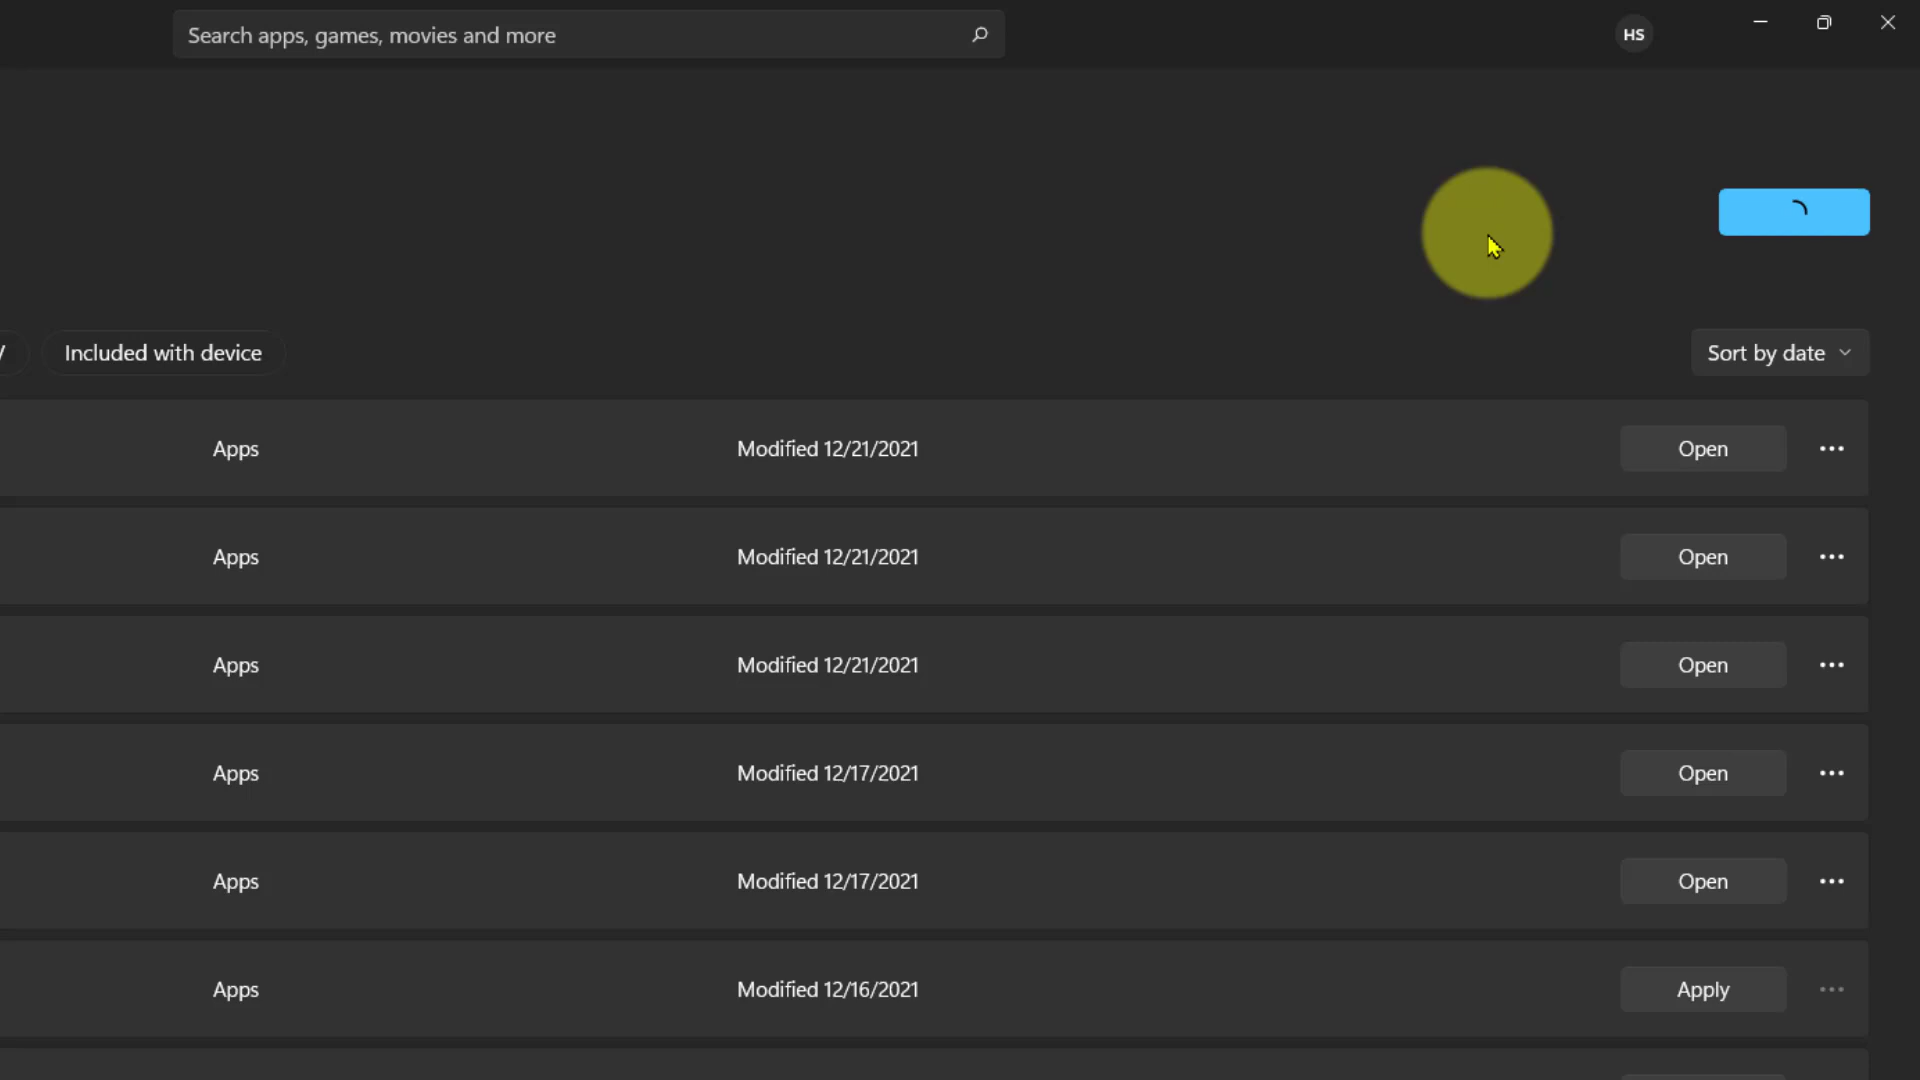 Search apps, games, movies and more
HS
Included with device
Sort by date
Apps Modified 12/21/2021 Open
Apps Modified 12/21/2021 Open
Apps Modified 12/21/2021 Open
Apps Modified 12/17/2021 Open
Apps Modified 12/17/2021 Open
Apps Modified 12/16/2021 Apply